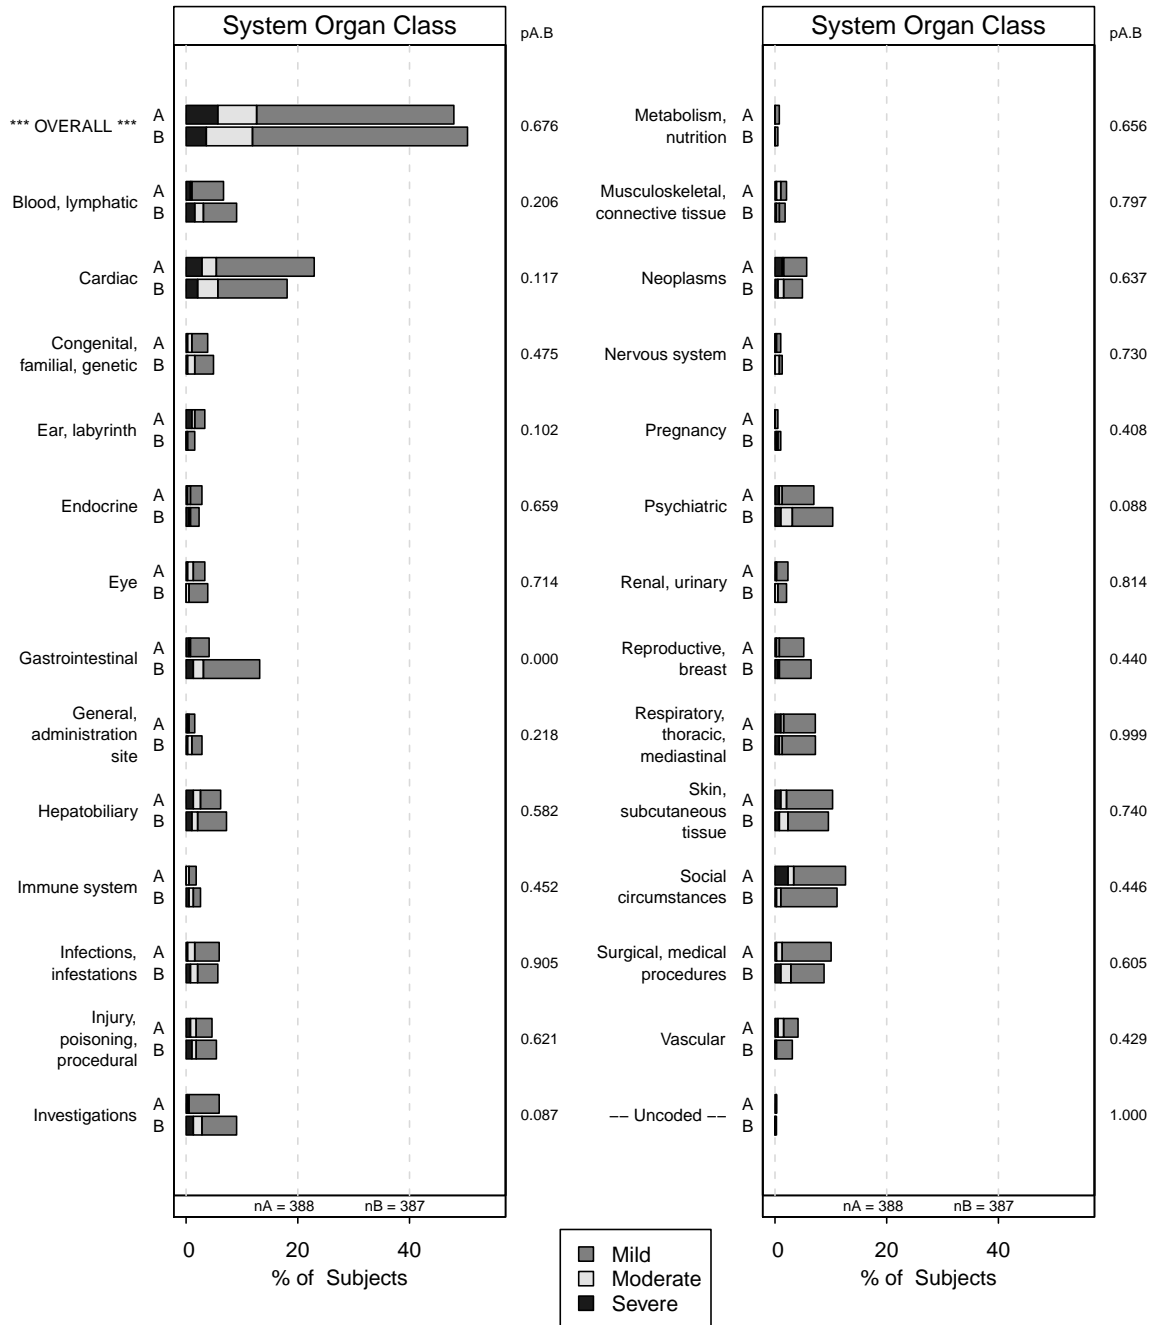 System Organ Class
pA.B
*** OVERALL ***
A
B
0.676
Blood, lymphatic
A
B
0.206
Cardiac
A
B
0.117
Congenital,
familial, genetic
A
B
0.475
Ear, labyrinth
A
B
0.102
Endocrine
A
B
0.659
Eye
A
B
0.714
Gastrointestinal
A
B
0.000
General,
administration
site
A
B
0.218
Hepatobiliary
A
B
0.582
Immune system
A
B
0.452
Infections,
infestations
A
B
0.905
Injury,
poisoning,
procedural
A
B
0.621
Investigations
A
B
0.087
nA = 388 nB = 387
0 20 40
% of Subjects
System Organ Class
pA.B
Metabolism,
nutrition
A
B
0.656
Musculoskeletal,
connective tissue
A
B
0.797
Neoplasms
A
B
0.637
Nervous system
A
B
0.730
Pregnancy
A
B
0.408
Psychiatric
A
B
0.088
Renal, urinary
A
B
0.814
Reproductive,
breast
A
B
0.440
Respiratory,
thoracic,
mediastinal
A
B
0.999
Skin,
subcutaneous
tissue
A
B
0.740
Social
circumstances
A
B
0.446
Surgical, medical
procedures
A
B
0.605
Vascular
A
B
0.429
−− Uncoded −−
A
B
1.000
nA = 388 nB = 387
0 20 40
% of Subjects
Mild
Moderate
Severe